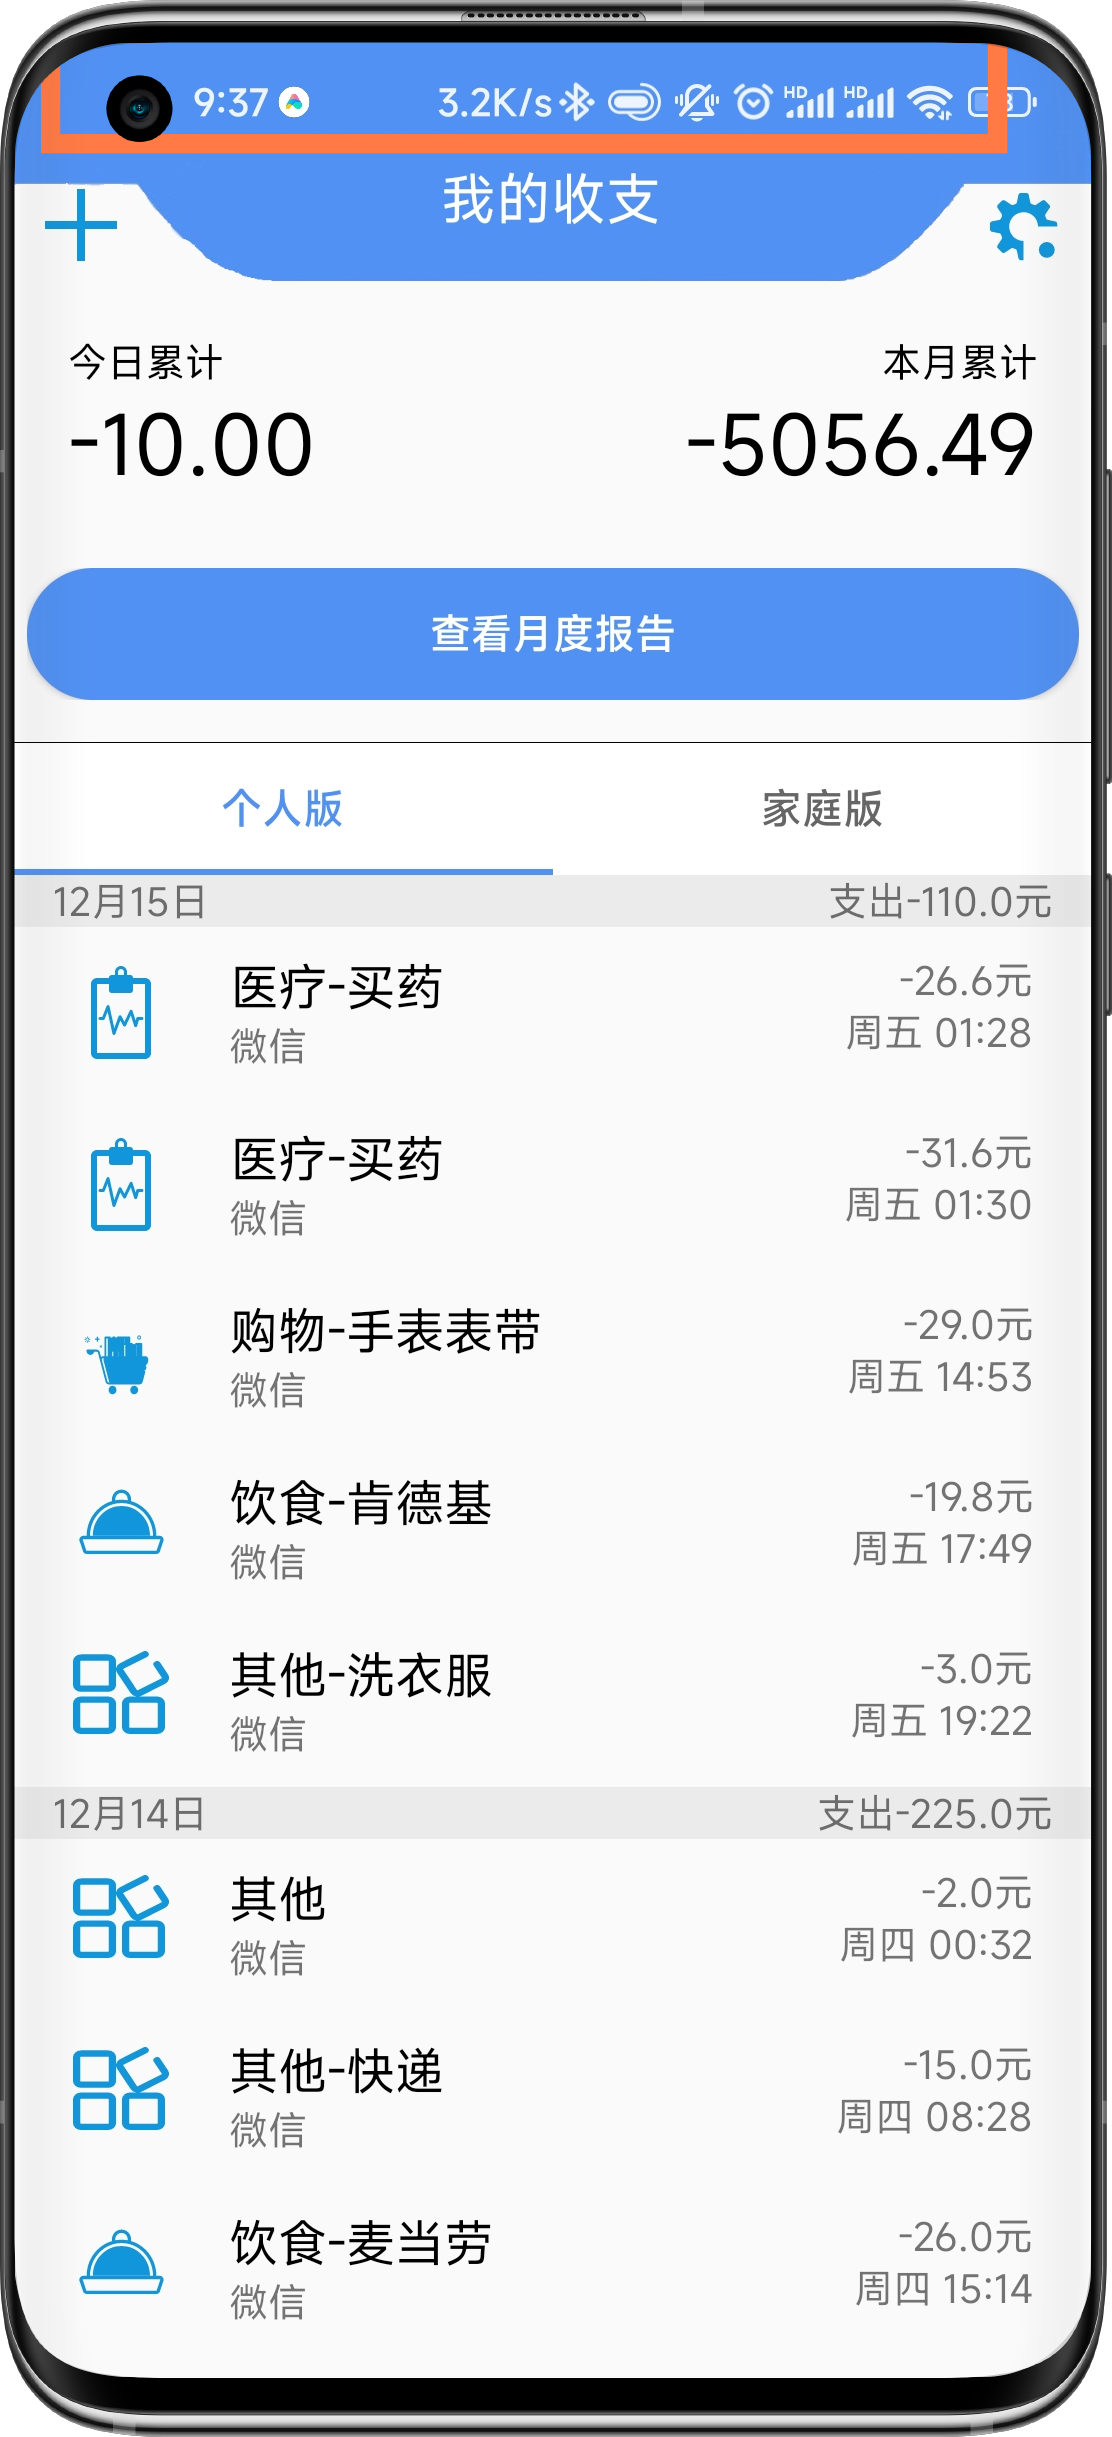 9:37 3.2K/s HD HD
我的收支
今日累计 本月累计
-10.00 -5056.49
查看月度报告
个人版 家庭版
12月15日 支出-110.0元
医疗-买药 -26.6元
微信 周五 01:28
医疗-买药 -31.6元
微信 周五 01:30
购物-手表表带 -29.0元
微信 周五 14:53
饮食-肯德基 -19.8元
微信 周五 17:49
其他-洗衣服 -3.0元
微信 周五 19:22
12月14日 支出-225.0元
其他 -2.0元
微信 周四 00:32
其他-快递 -15.0元
微信 周四 08:28
饮食-麦当劳 -26.0元
微信 周四 15:14